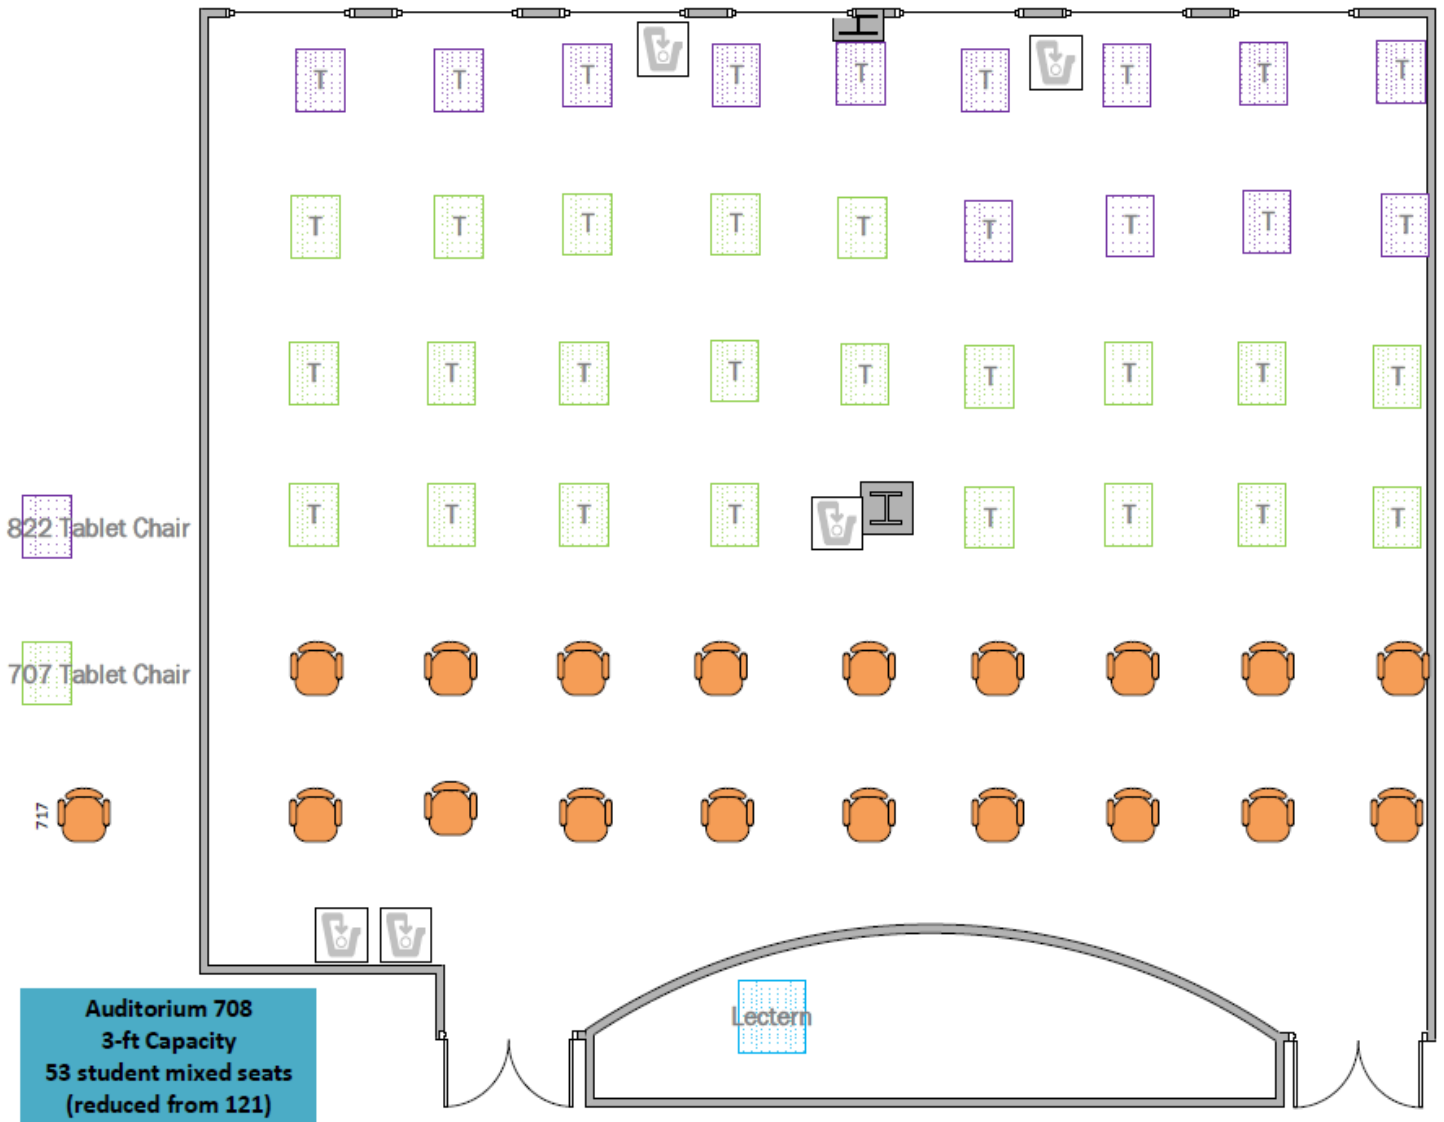 T T T T T T T T T
T T T T T T T T T
T T T T T T T T T
T T T T T T T T
822 Tablet Chair
707 Tablet Chair
717
Lectern
Auditorium 708
3-ft Capacity
53 student mixed seats
(reduced from 121)